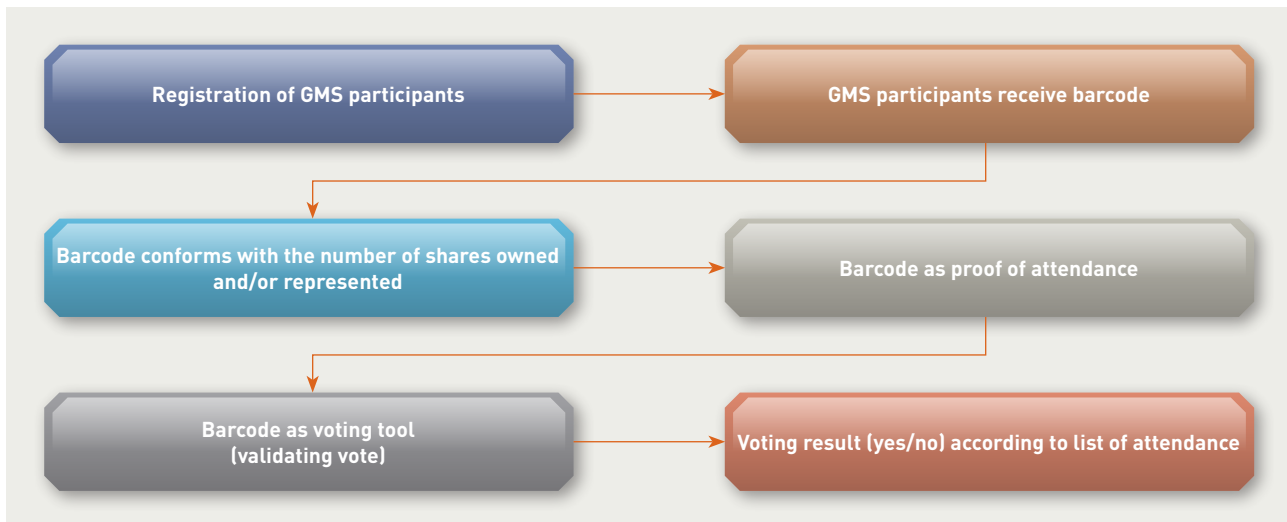 Registration of GMS participants
GMS participants receive barcode
Barcode conforms with the number of shares owned
and/or represented
Barcode as proof of attendance
Barcode as voting tool
(validating vote)
Voting result (yes/no) according to list of attendance